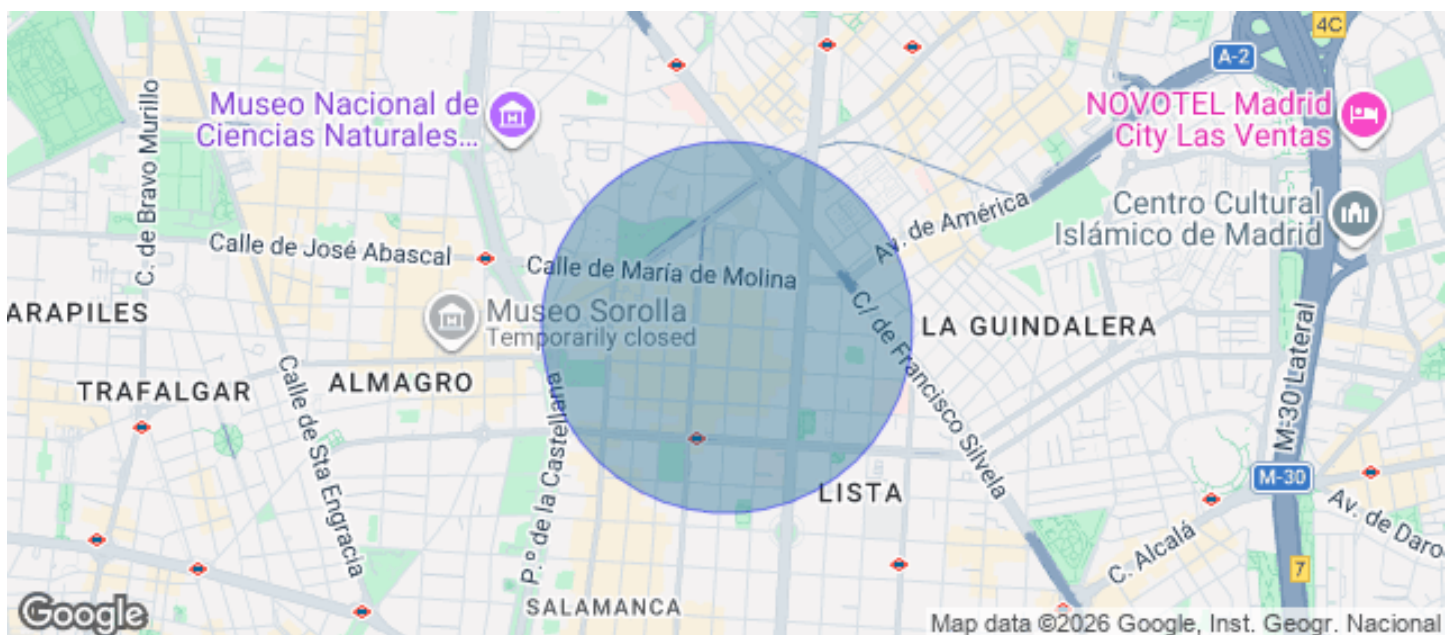 4C
A-2
Museo Nacional de
Ciencias Naturales...
NOVOTEL Madrid
City Las Ventas
C. de Bravo Murillo
Centro Cultural
Islámico de Madrid
Av. de América
Calle de José Abascal
Calle de María de Molina
ARAPILES
Museo Sorolla
Temporarily closed
C/ de Francisco Silvela
LA GUINDALERA
M-30 Lateral
TRAFALGAR
ALMAGRO
Calle de Sta Engracia
P.º de la Castellana
LISTA
M-30
Av. de Daroc
C. Alcalá
7
SALAMANCA
Google
Map data ©2026 Google, Inst. Geogr. Nacional